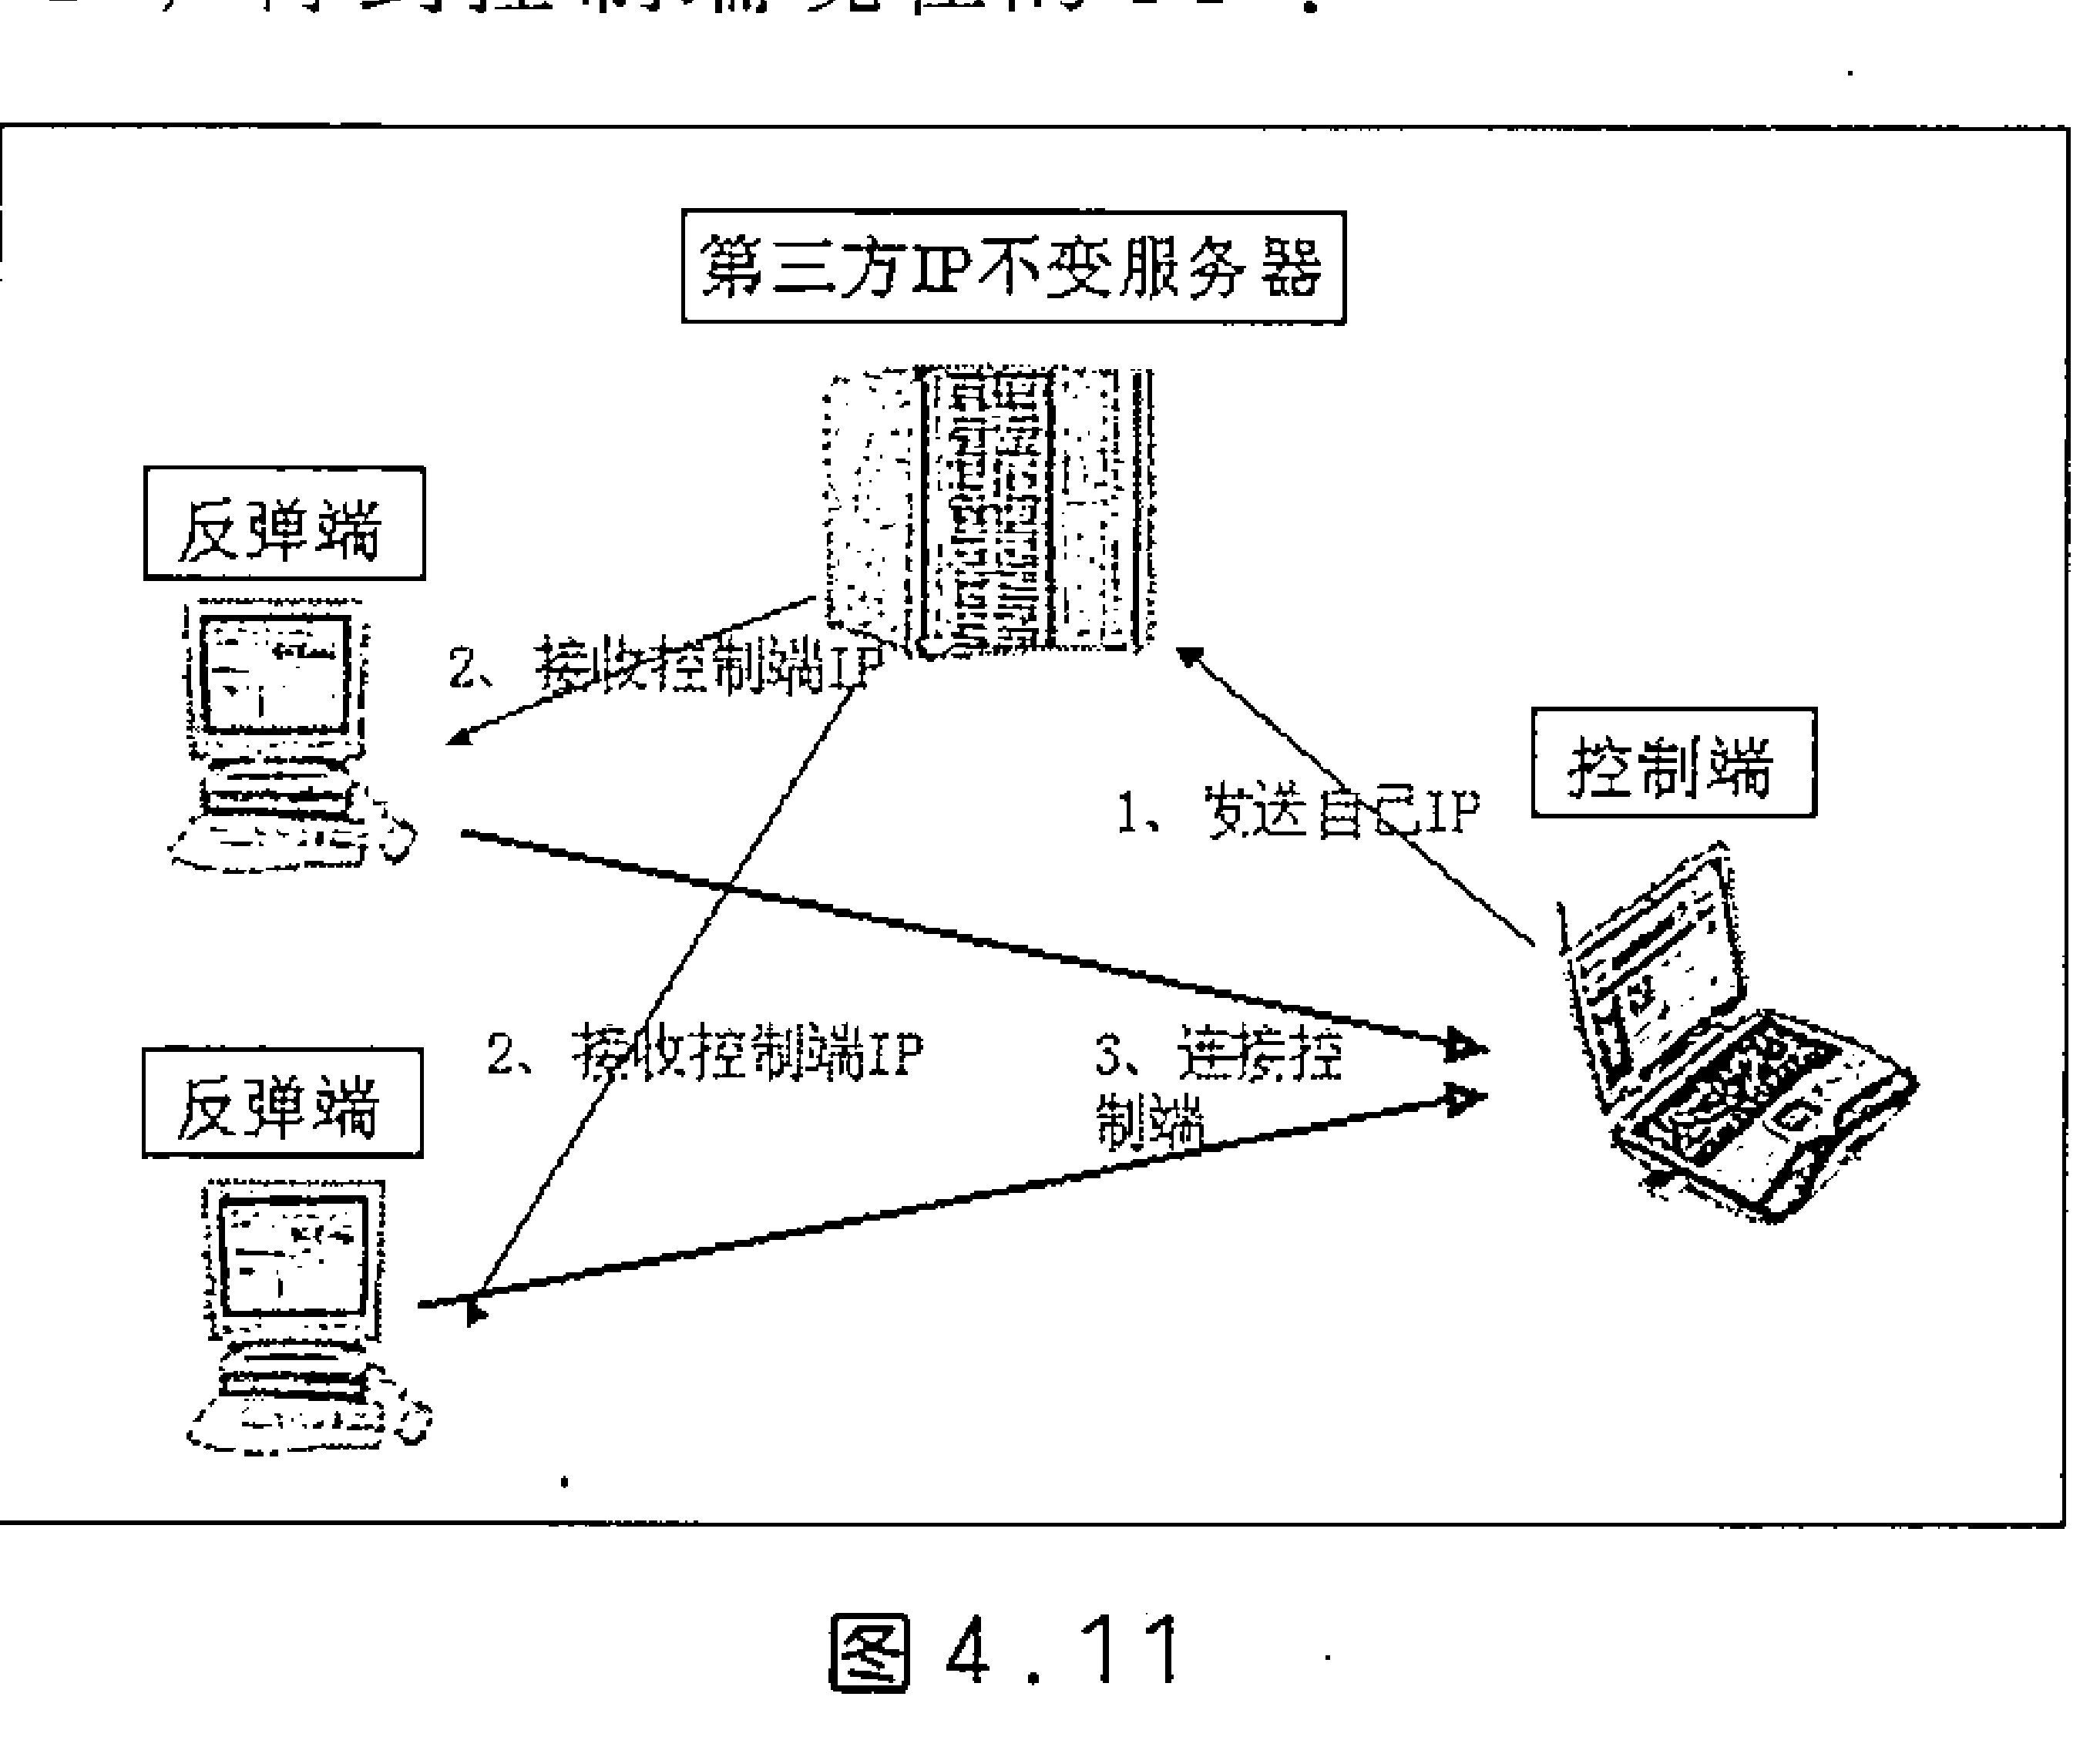 第三方IP不变服务器
反弹端
2、接收控制端IP
控制端
1、发送自己IP
2、接收控制端IP
3、连接控
制端
反弹端
图4.11